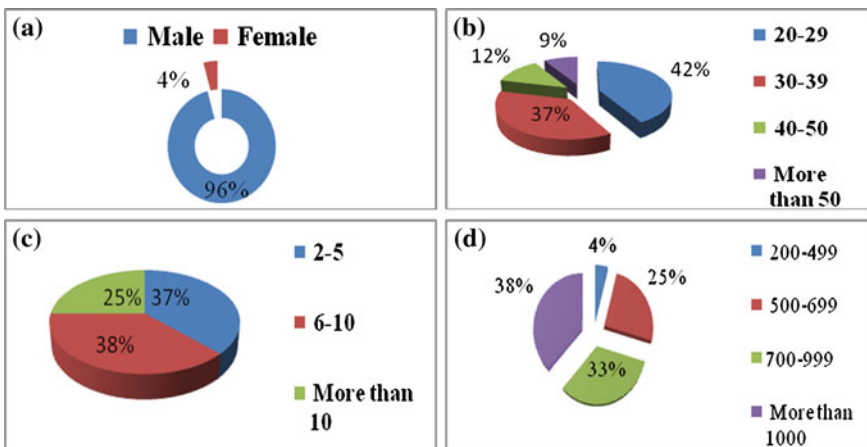 (a)
Male Female
4%
96%
(b)
9%
12%
42%
37%
20-29
30-39
40-50
More
than 50
(c)
25%
37%
38%
2-5
6-10
More than
10
(d)
4%
38%
25%
33%
200-499
500-699
700-999
More than
1000